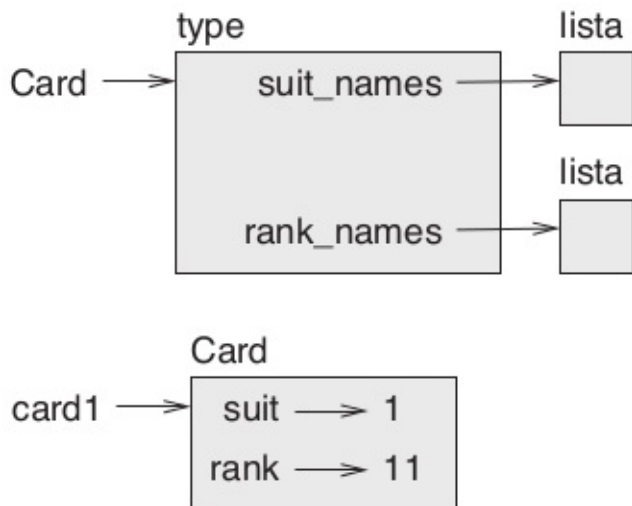 type lista
Card suit_names
lista
rank_names
Card
card1 suit 1
rank 11